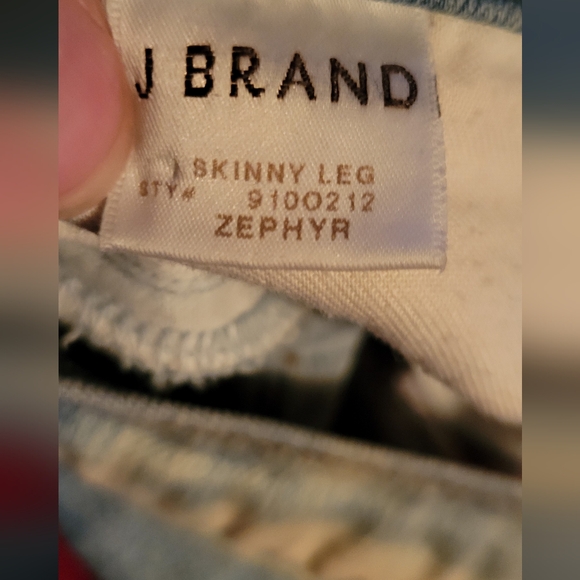 J BRAND
SKINNY LEG
STY# 9100212
ZEPHYR